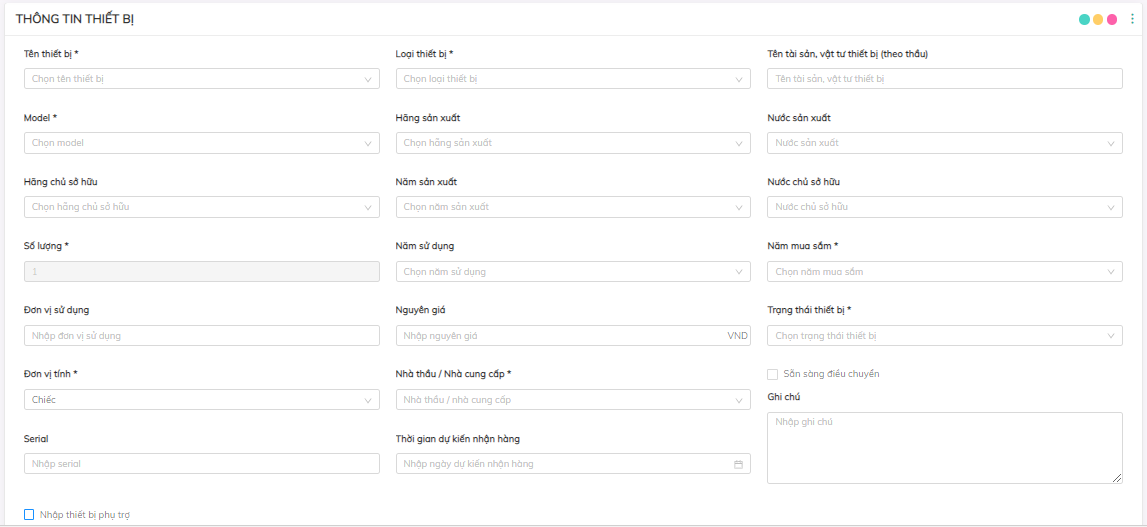 THÔNG TIN THIẾT BỊ
Tên thiết bị *
Loại thiết bị *
Tên tài sản, vật tư thiết bị (theo thầu)
Chọn tên thiết bị
Chọn loại thiết bị
Tên tài sản, vật tư thiết bị
Model *
Hãng sản xuất
Nước sản xuất
Chọn model
Chọn hãng sản xuất
Nước sản xuất
Hãng chủ sở hữu
Năm sản xuất
Nước chủ sở hữu
Chọn hãng chủ sở hữu
Chọn năm sản xuất
Nước chủ sở hữu
Số lượng *
Năm sử dụng
Năm mua sắm *
1
Chọn năm sử dụng
Chọn năm mua sắm
Đơn vị sử dụng
Nguyên giá
Trạng thái thiết bị *
Nhập đơn vị sử dụng
Nhập nguyên giá VND
Chọn trạng thái thiết bị
Đơn vị tính *
Nhà thầu / Nhà cung cấp *
Sẵn sàng điều chuyển
Chiếc
Nhà thầu / nhà cung cấp
Ghi chú
Nhập ghi chú
Serial
Thời gian dự kiến nhận hàng
Nhập serial
Nhập ngày dự kiến nhận hàng
Nhập thiết bị phụ trợ